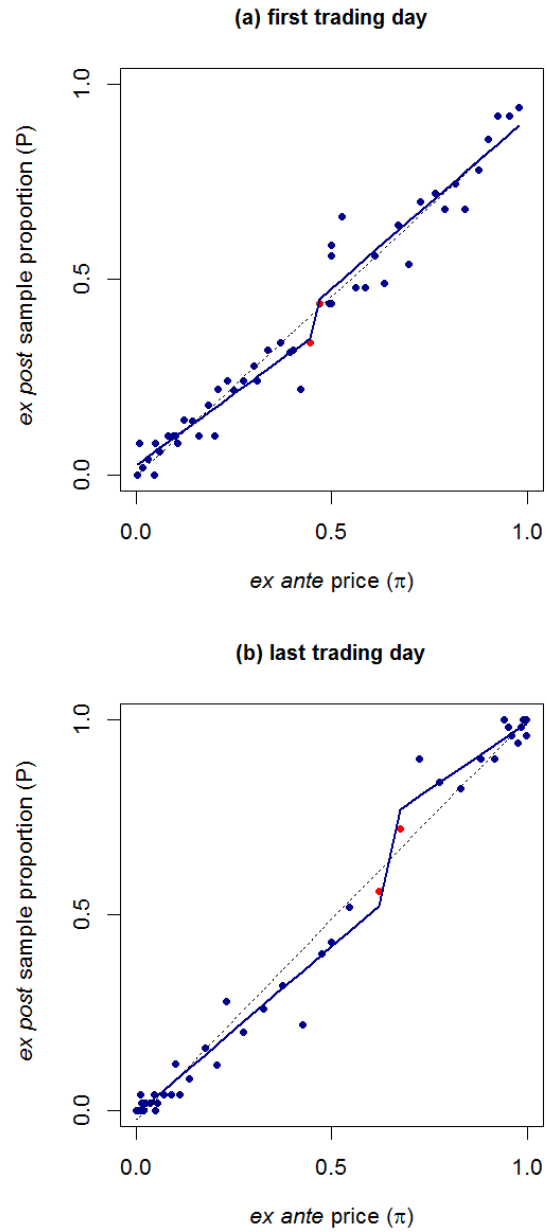 (a) first trading day
1.0
0.5
0.0
ex post sample proportion (P)
0.0 0.5 1.0
ex ante price (π)
(b) last trading day
1.0
0.5
0.0
ex post sample proportion (P)
0.0 0.5 1.0
ex ante price (π)